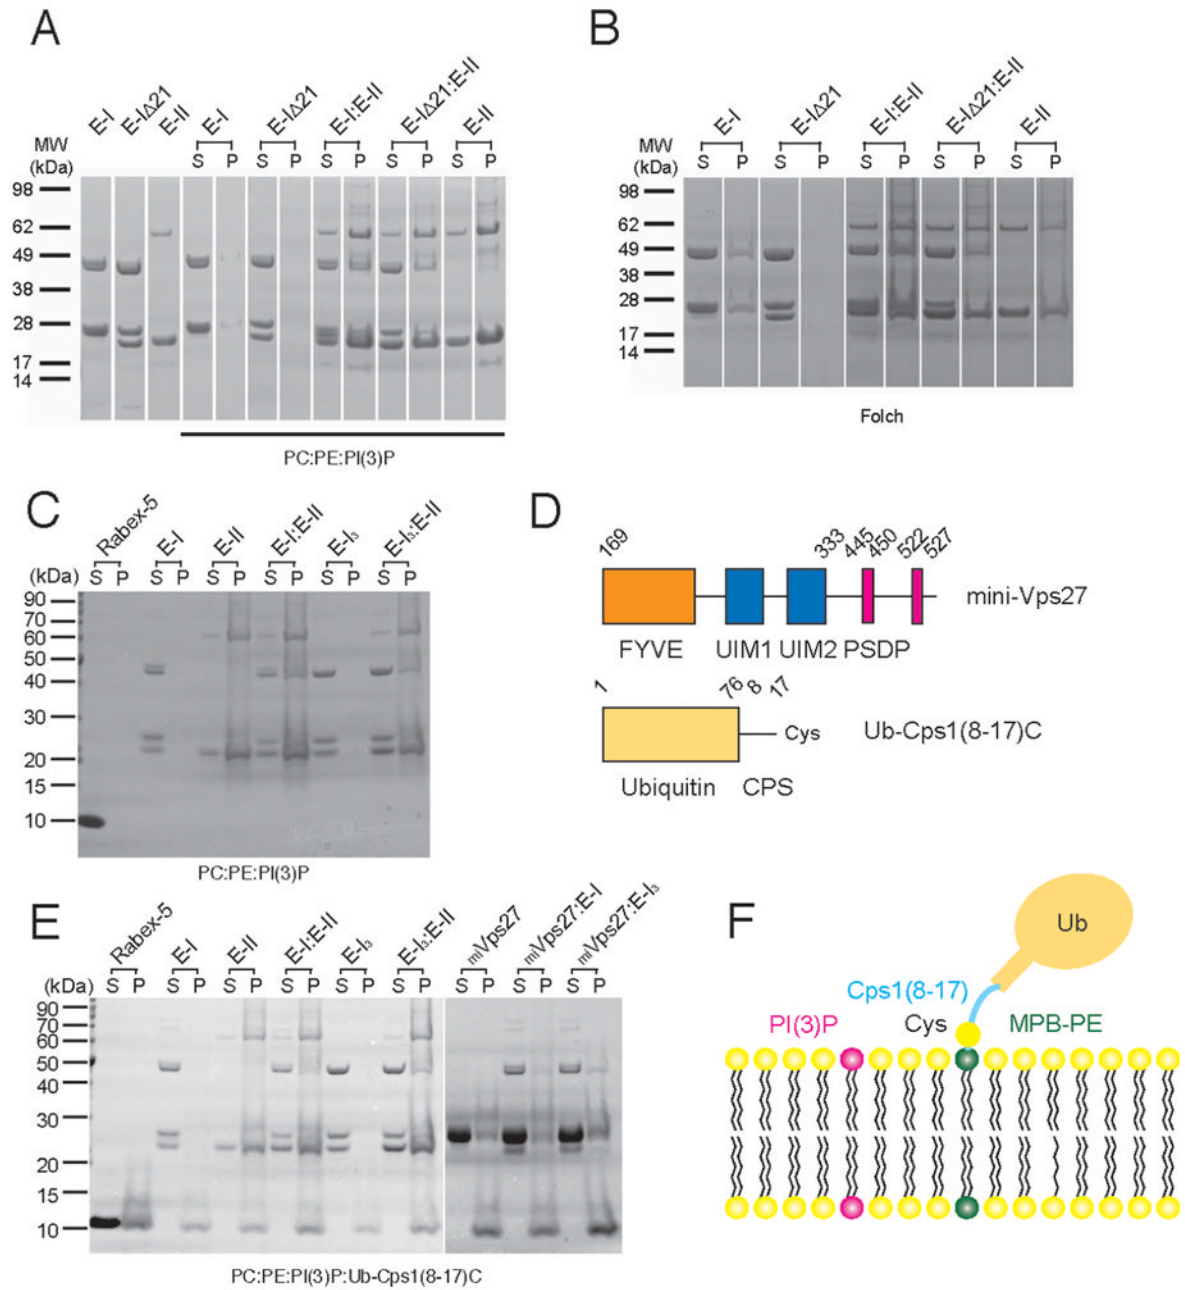 A
E-I E-IΔ21 E-II E-I E-IΔ21 E-I:E-II E-IΔ21:E-II E-II
MW
(kDa)
S P S P S P S P S P
98
62
49
38
28
17
14
PC:PE:PI(3)P
B
E-I E-IΔ21 E-I:E-II E-IΔ21:E-II E-II
MW
(kDa)
S P S P S P S P S P
98
62
49
38
28
17
14
Folch
C
Rabex-5 E-I E-II E-I:E-II E-I₃ E-I₃:E-II
(kDa) S P S P S P S P S P S P
90
70
60
50
40
30
20
15
10
PC:PE:PI(3)P
D
169 333 445 450 522 527
mini-Vps27
FYVE UIM1 UIM2 PSDP
1 76 8 17
Cys Ub-Cps1(8-17)C
Ubiquitin CPS
E
Rabex-5 E-I E-II E-I:E-II E-I₃ E-I₃:E-II mVps27 mVps27:E-I mVps27:E-I₃
(kDa) S P S P S P S P S P S P S P S P S P
90
70
60
50
40
30
20
15
10
PC:PE:PI(3)P:Ub-Cps1(8-17)C
F
Ub
Cps1(8-17)
PI(3)P Cys MPB-PE